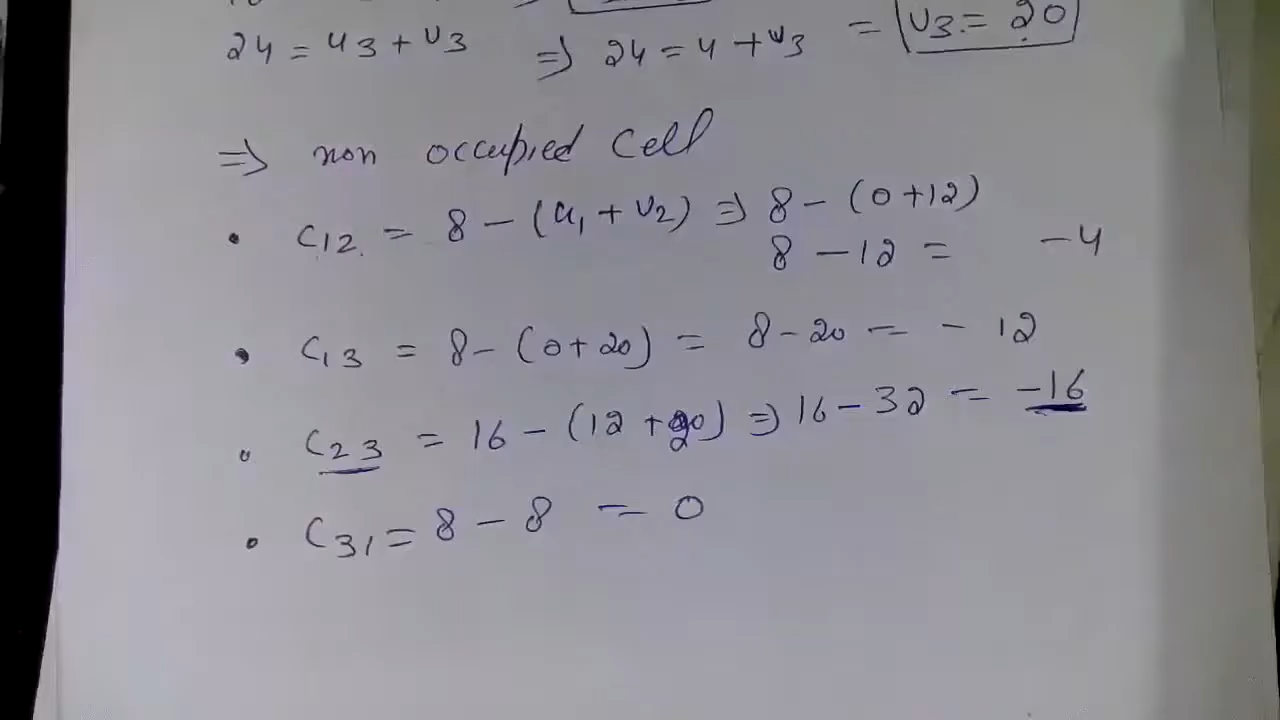 24 = u3 + v3 ⇒ 24 = 4 + v3 = v3 = 20
⇒ non occupied cell
• C12 = 8 - (u1 + v2) ⇒ 8 - (0+12)
8 - 12 = -4
• C13 = 8 - (0+20) = 8 - 20 = - 12
• C23 = 16 - (12 + 20) ⇒ 16 - 32 = -16
• C31 = 8 - 8 = 0